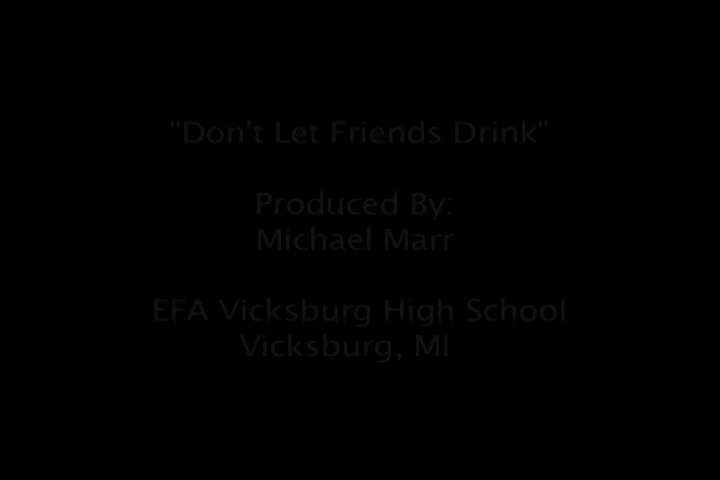 "Don't Let Friends Drink"
Produced By:
Michael Marr
EFA Vicksburg High School
Vicksburg, MI